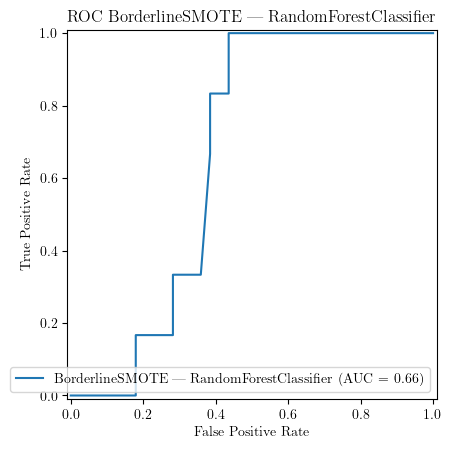 ROC BorderlineSMOTE — RandomForestClassifier
1.0
0.8
0.6
0.4
0.2
0.0
True Positive Rate
BorderlineSMOTE — RandomForestClassifier (AUC = 0.66)
0.0 0.2 0.4 0.6 0.8 1.0
False Positive Rate